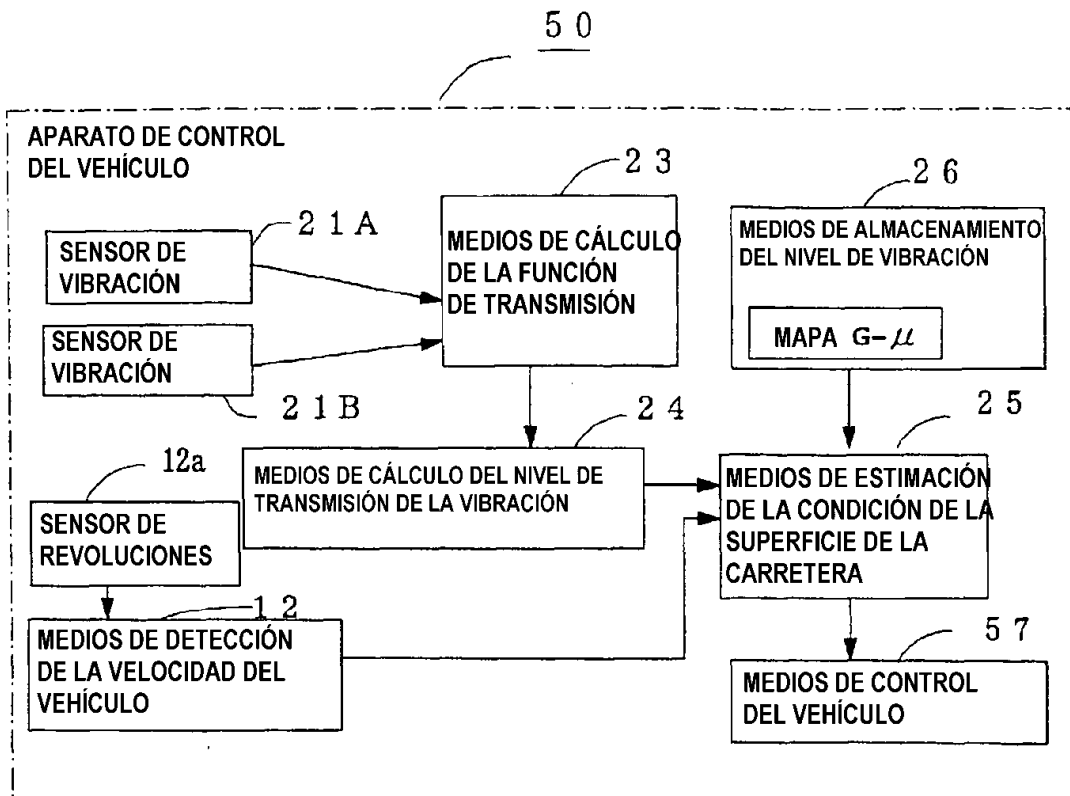 50
APARATO DE CONTROL
DEL VEHÍCULO
23
26
21A
SENSOR DE
VIBRACIÓN
MEDIOS DE CÁLCULO
DE LA FUNCIÓN
DE TRANSMISIÓN
MEDIOS DE ALMACENAMIENTO
DEL NIVEL DE VIBRACIÓN
MAPA G-μ
SENSOR DE
VIBRACIÓN
21B
24
25
12a
MEDIOS DE CÁLCULO DEL NIVEL DE
TRANSMISIÓN DE LA VIBRACIÓN
MEDIOS DE ESTIMACIÓN
DE LA CONDICIÓN DE LA
SUPERFICIE DE LA
CARRETERA
SENSOR DE
REVOLUCIONES
12
MEDIOS DE DETECCIÓN
DE LA VELOCIDAD DEL
VEHÍCULO
57
MEDIOS DE CONTROL
DEL VEHÍCULO